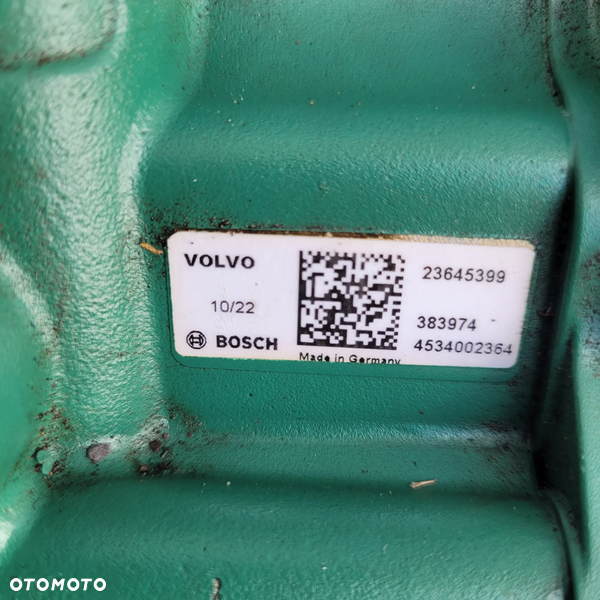 VOLVO
23645399
10/22
383974
BOSCH
4534002364
Made in Germany
OTOMOTO